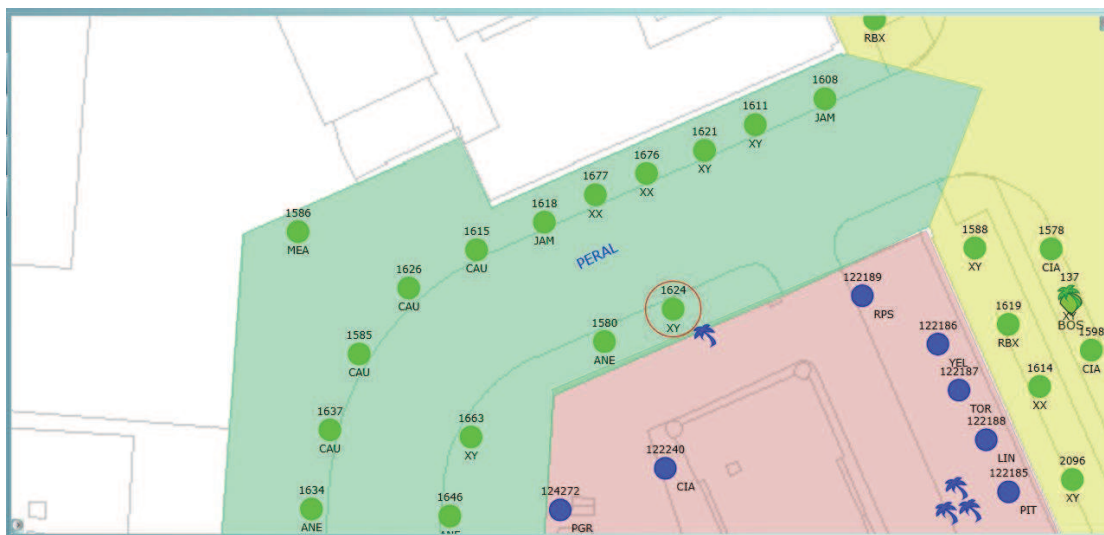 RBX
1608
JAM
1611
XY
1621
XY
1676
XX
1677
XX
1618
JAM
1586
MEA
1615
CAU
PERAL
1626
CAU
1588
XY
1578
CIA
137
XY
BOS
122189
RPS
1624
XY
1619
RBX
1580
ANE
122186
YEL
1598
CIA
1585
CAU
122187
TOR
1614
XX
1637
CAU
1663
XY
122188
LIN
122240
CIA
122185
PIT
2096
XY
1634
ANE
1646
ANE
124272
PGR